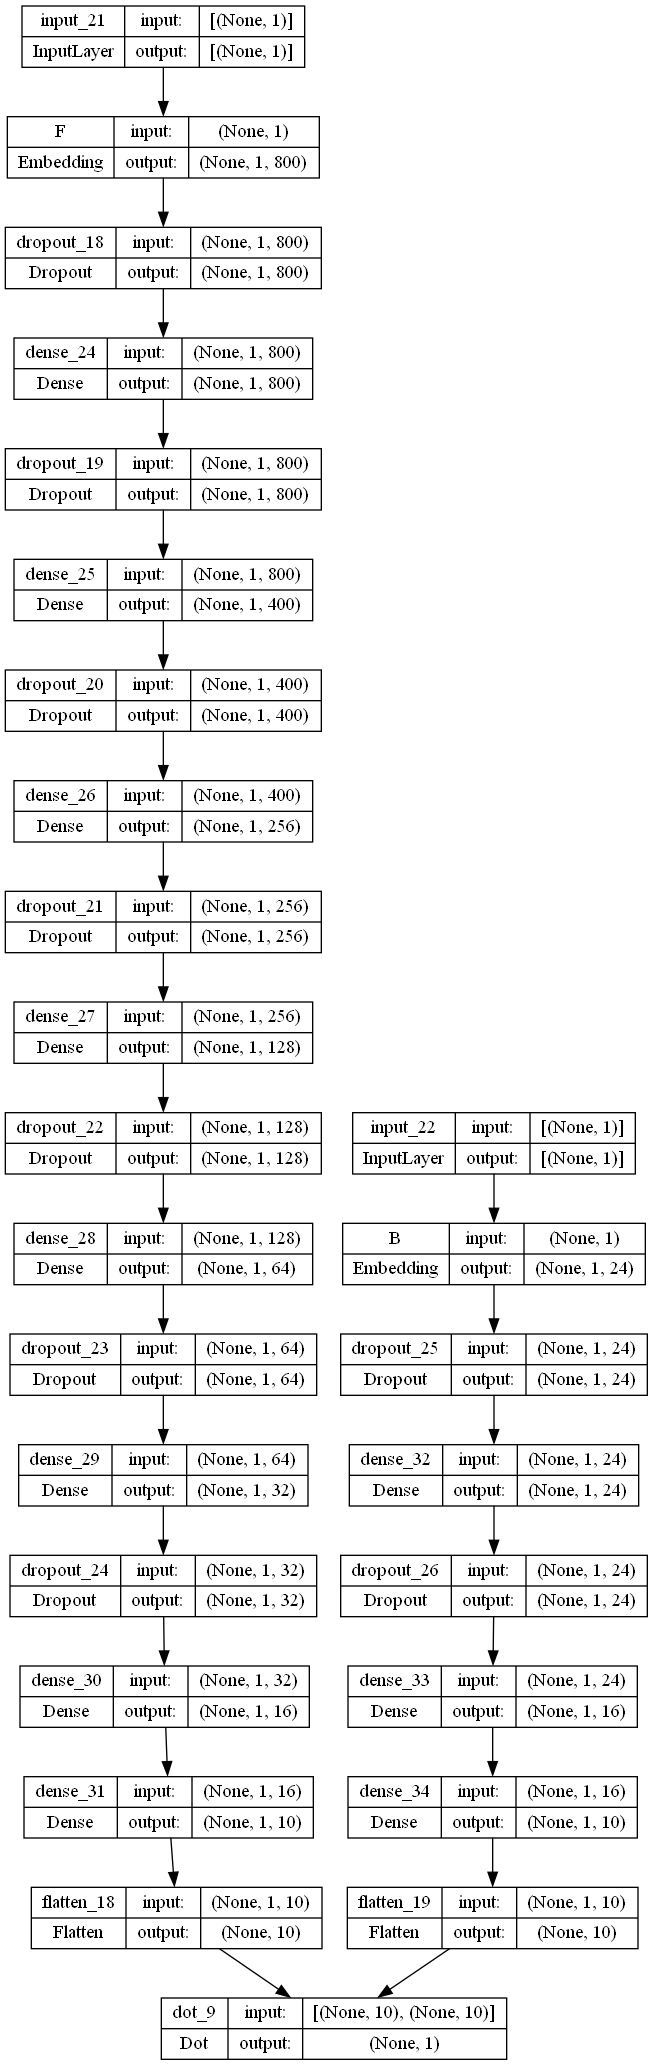 input_21 input: [(None, 1)]
InputLayer output: [(None, 1)]
F input: (None, 1)
Embedding output: (None, 1, 800)
dropout_18 input: (None, 1, 800)
Dropout output: (None, 1, 800)
dense_24 input: (None, 1, 800)
Dense output: (None, 1, 800)
dropout_19 input: (None, 1, 800)
Dropout output: (None, 1, 800)
dense_25 input: (None, 1, 800)
Dense output: (None, 1, 400)
dropout_20 input: (None, 1, 400)
Dropout output: (None, 1, 400)
dense_26 input: (None, 1, 400)
Dense output: (None, 1, 256)
dropout_21 input: (None, 1, 256)
Dropout output: (None, 1, 256)
dense_27 input: (None, 1, 256)
Dense output: (None, 1, 128)
dropout_22 input: (None, 1, 128)
Dropout output: (None, 1, 128)
dense_28 input: (None, 1, 128)
Dense output: (None, 1, 64)
dropout_23 input: (None, 1, 64)
Dropout output: (None, 1, 64)
dense_29 input: (None, 1, 64)
Dense output: (None, 1, 32)
dropout_24 input: (None, 1, 32)
Dropout output: (None, 1, 32)
dense_30 input: (None, 1, 32)
Dense output: (None, 1, 16)
dense_31 input: (None, 1, 16)
Dense output: (None, 1, 10)
flatten_18 input: (None, 1, 10)
Flatten output: (None, 10)
input_22 input: [(None, 1)]
InputLayer output: [(None, 1)]
B input: (None, 1)
Embedding output: (None, 1, 24)
dropout_25 input: (None, 1, 24)
Dropout output: (None, 1, 24)
dense_32 input: (None, 1, 24)
Dense output: (None, 1, 24)
dropout_26 input: (None, 1, 24)
Dropout output: (None, 1, 24)
dense_33 input: (None, 1, 24)
Dense output: (None, 1, 16)
dense_34 input: (None, 1, 16)
Dense output: (None, 1, 10)
flatten_19 input: (None, 1, 10)
Flatten output: (None, 10)
dot_9 input: [(None, 10), (None, 10)]
Dot output: (None, 1)